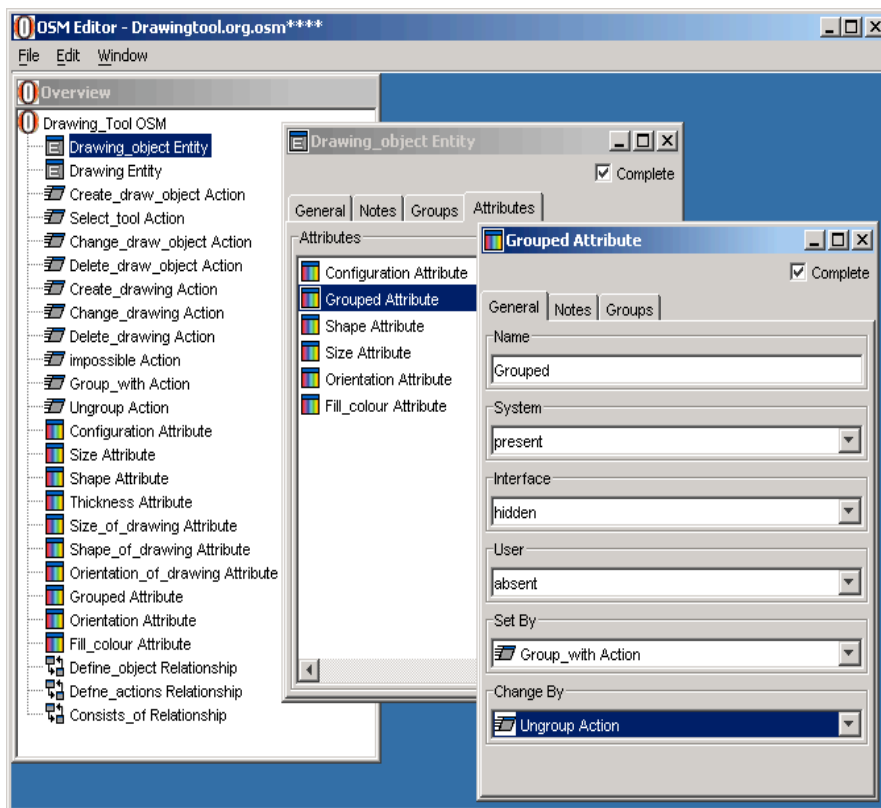 OSM Editor - Drawingtool.org.osm****
File Edit Window
Overview
Drawing_Tool OSM
Drawing_object Entity
Drawing Entity
Create_draw_object Action
Select_tool Action
Change_draw_object Action
Delete_draw_object Action
Create_drawing Action
Change_drawing Action
Delete_drawing Action
impossible Action
Group_with Action
Ungroup Action
Configuration Attribute
Size Attribute
Shape Attribute
Thickness Attribute
Size_of_drawing Attribute
Shape_of_drawing Attribute
Orientation_of_drawing Attribute
Grouped Attribute
Orientation Attribute
Fill_colour Attribute
Define_object Relationship
Defne_actions Relationship
Consists_of Relationship
Drawing_object Entity
Complete
General Notes Groups Attributes
Attributes
Configuration Attribute
Grouped Attribute
Shape Attribute
Size Attribute
Orientation Attribute
Fill_colour Attribute
Grouped Attribute
Complete
General Notes Groups
Name
Grouped
System
present
Interface
hidden
User
absent
Set By
Group_with Action
Change By
Ungroup Action